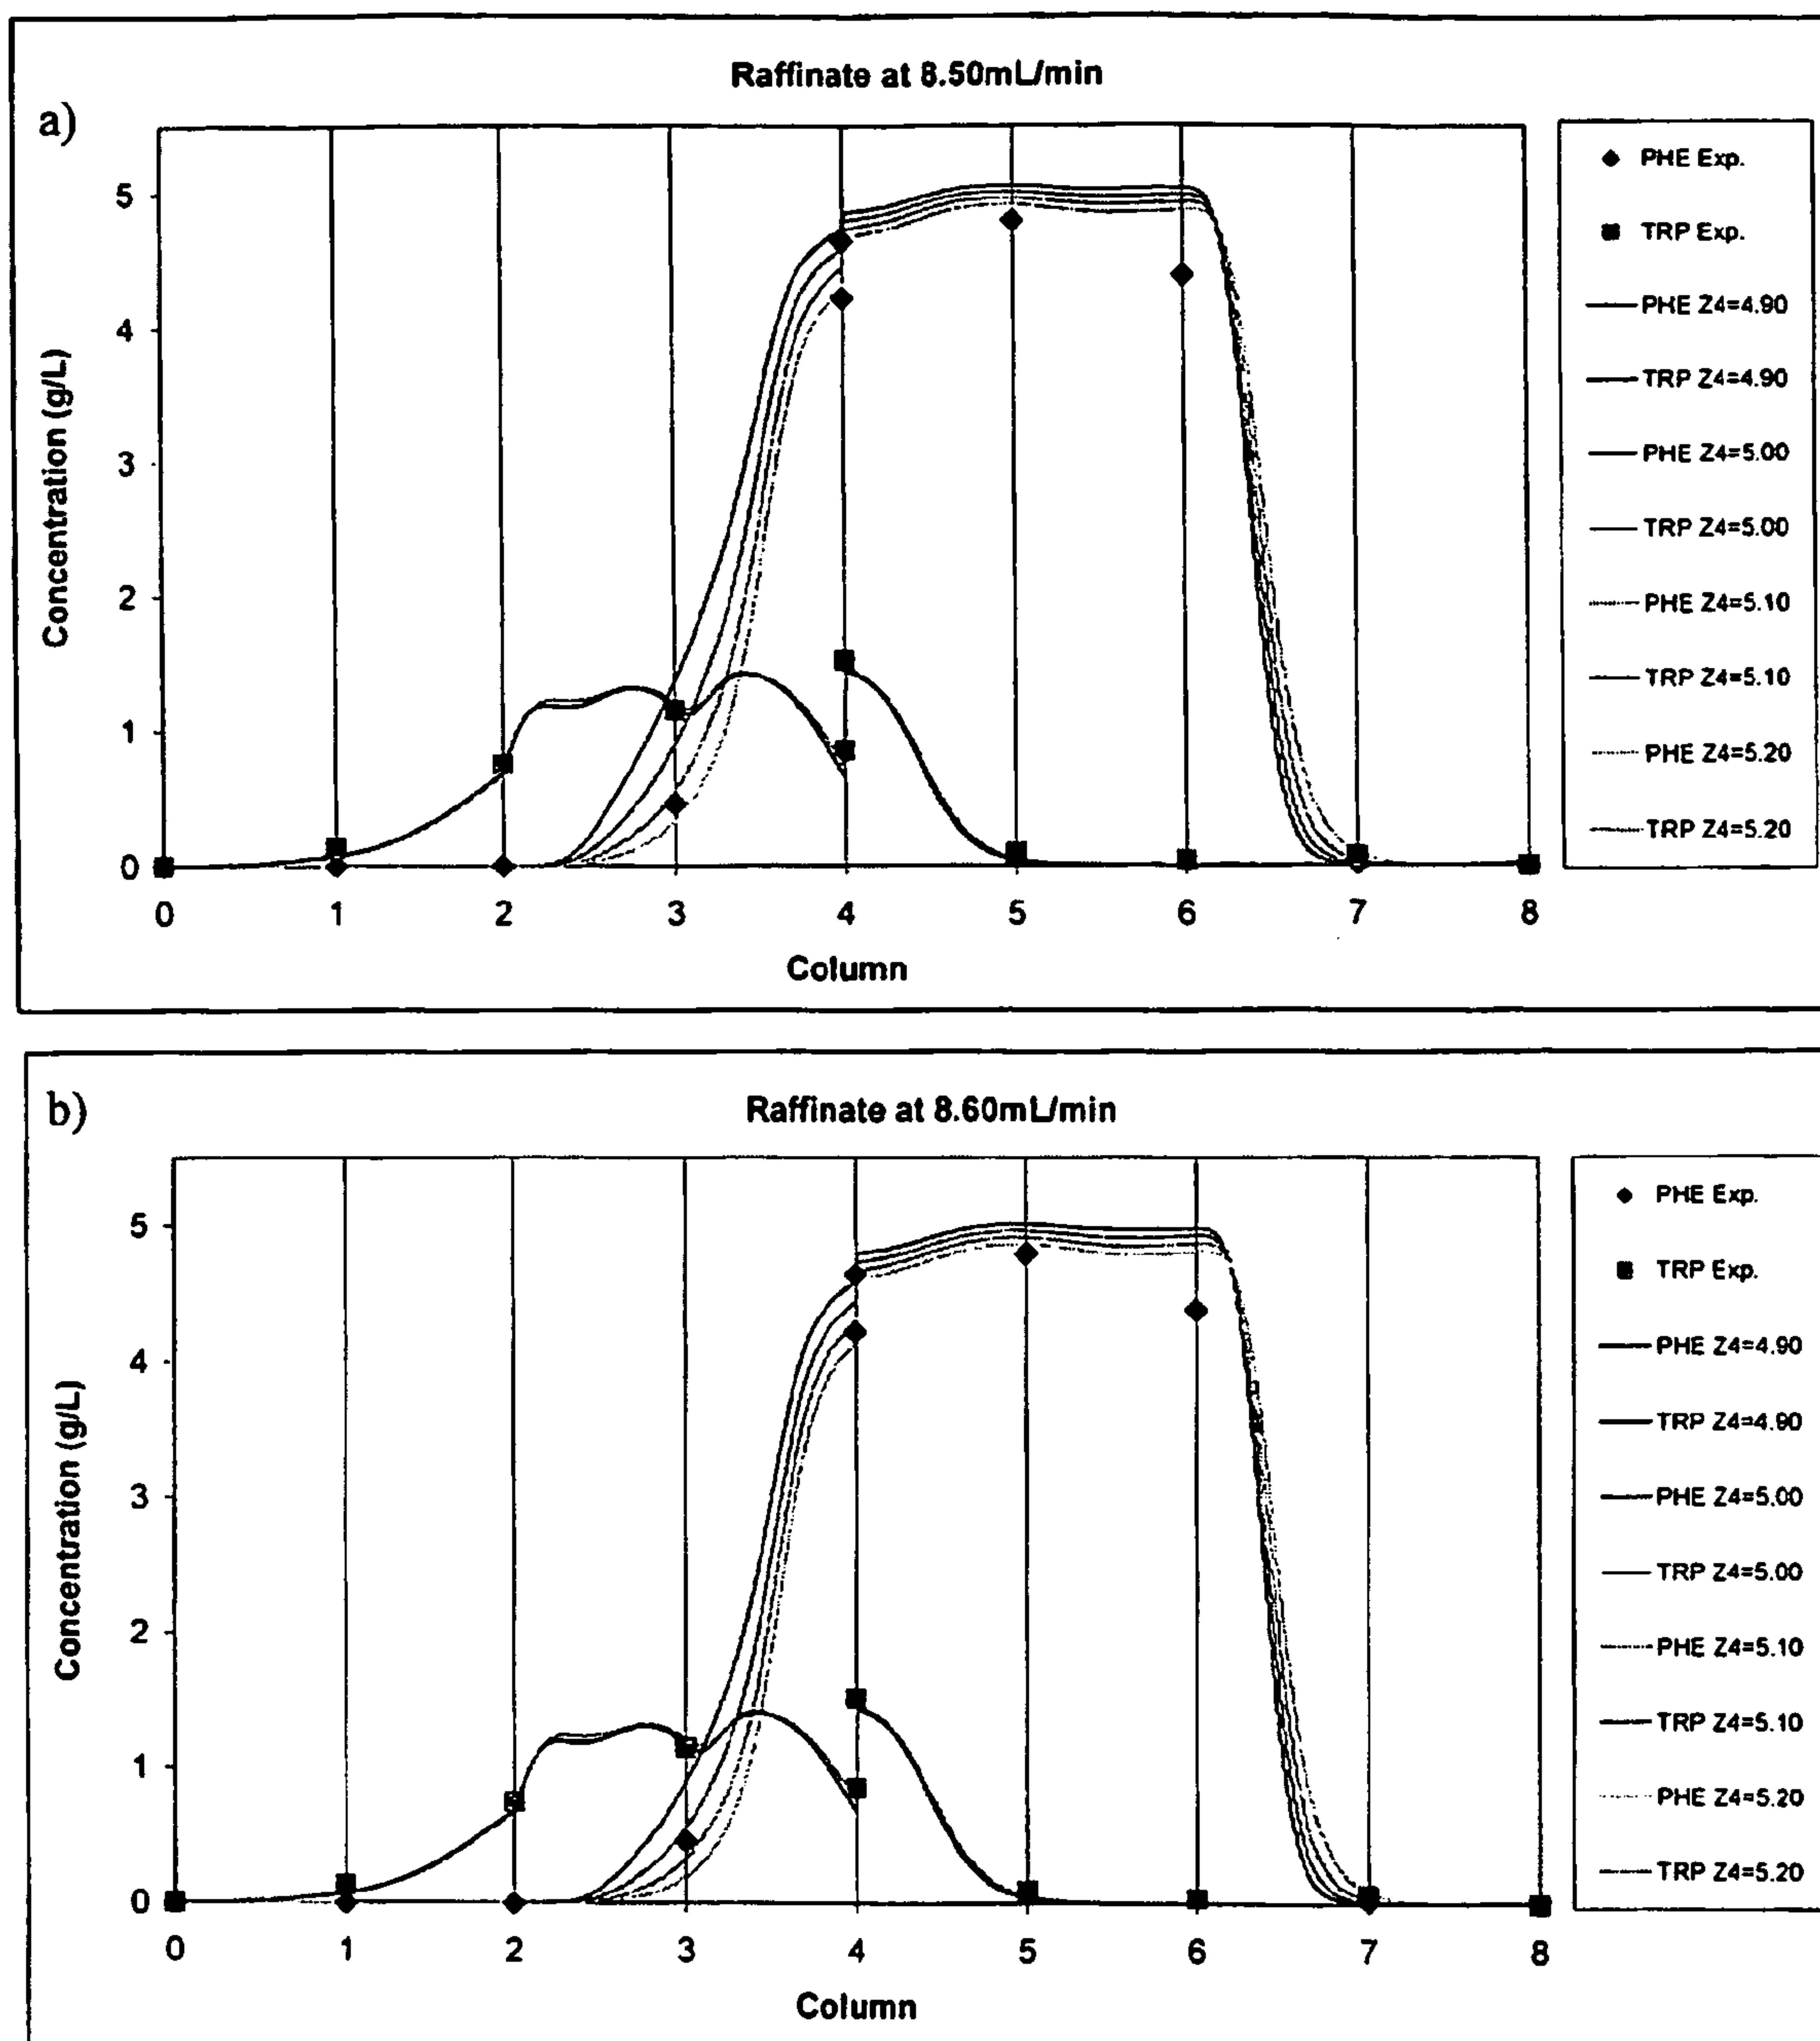 a)
Raffinate at 8.50mL/min
Concentration (g/L)
5
4
3
2
1
0
0 1 2 3 4 5 6 7 8
Column
PHE Exp.
TRP Exp.
PHE Z4=4.90
TRP Z4=4.90
PHE Z4=5.00
TRP Z4=5.00
PHE Z4=5.10
TRP Z4=5.10
PHE Z4=5.20
TRP Z4=5.20
b)
Raffinate at 8.60mL/min
Concentration (g/L)
5
4
3
2
1
0
0 1 2 3 4 5 6 7 8
Column
PHE Exp.
TRP Exp.
PHE Z4=4.90
TRP Z4=4.90
PHE Z4=5.00
TRP Z4=5.00
PHE Z4=5.10
TRP Z4=5.10
PHE Z4=5.20
TRP Z4=5.20